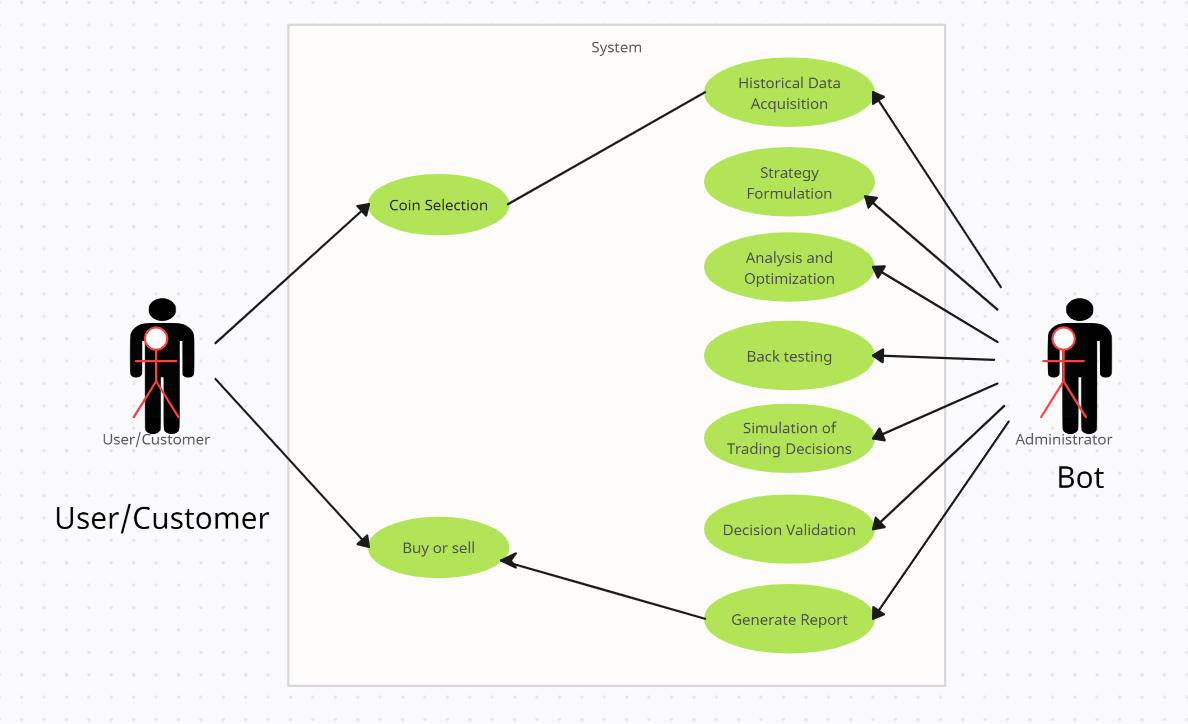 System
Historical Data
Acquisition
Strategy
Formulation
Coin Selection
Analysis and
Optimization
Back testing
Simulation of
Trading Decisions
User/Customer
Administrator
Bot
User/Customer
Decision Validation
Buy or sell
Generate Report